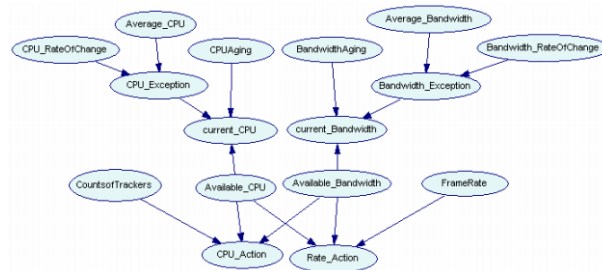 Average_CPU
Average_Bandwidth
CPU_RateOfChange
CPUAging
BandwidthAging
Bandwidth_RateOfChange
CPU_Exception
Bandwidth_Exception
current_CPU
current_Bandwidth
CountsofTrackers
Available_CPU
Available_Bandwidth
FrameRate
CPU_Action
Rate_Action